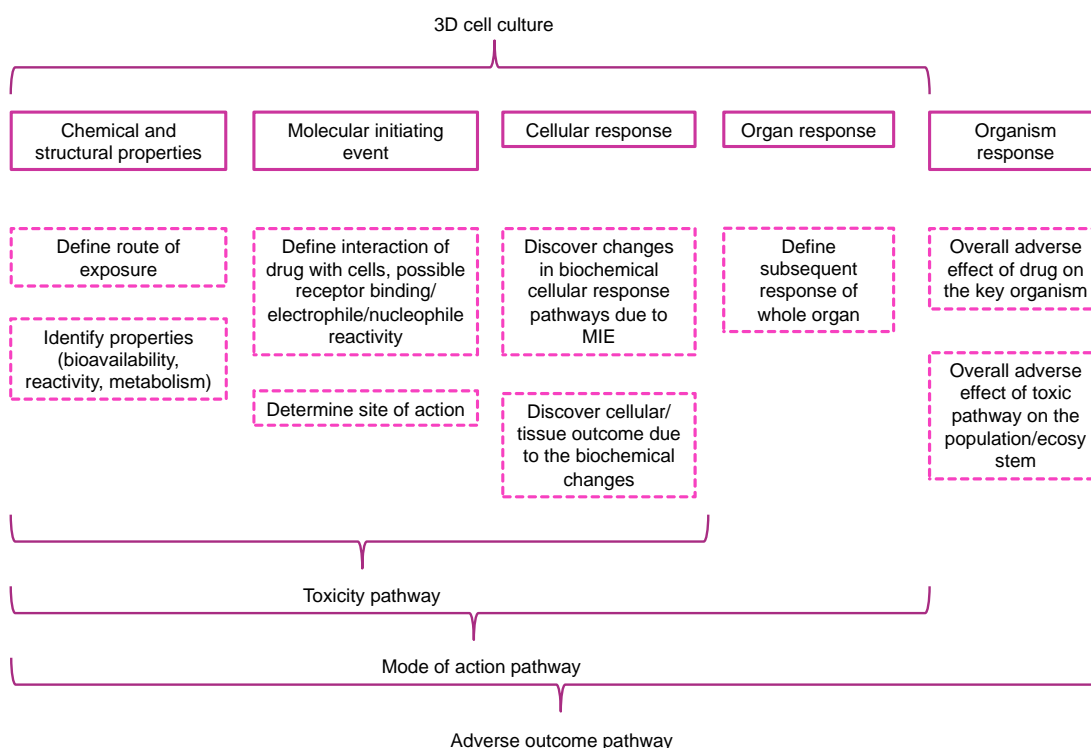 3D cell culture
Chemical and
structural properties
Molecular initiating
event
Cellular response
Organ response
Organism
response
Define route of
exposure
Identify properties
(bioavailability,
reactivity, metabolism)
Define interaction of
drug with cells, possible
receptor binding/
electrophile/nucleophile
reactivity
Determine site of action
Discover changes
in biochemical
cellular response
pathways due to
MIE
Discover cellular/
tissue outcome due
to the biochemical
changes
Define
subsequent
response of
whole organ
Overall adverse
effect of drug on
the key organism
Overall adverse
effect of toxic
pathway on the
population/ecosy
stem
Toxicity pathway
Mode of action pathway
Adverse outcome pathway